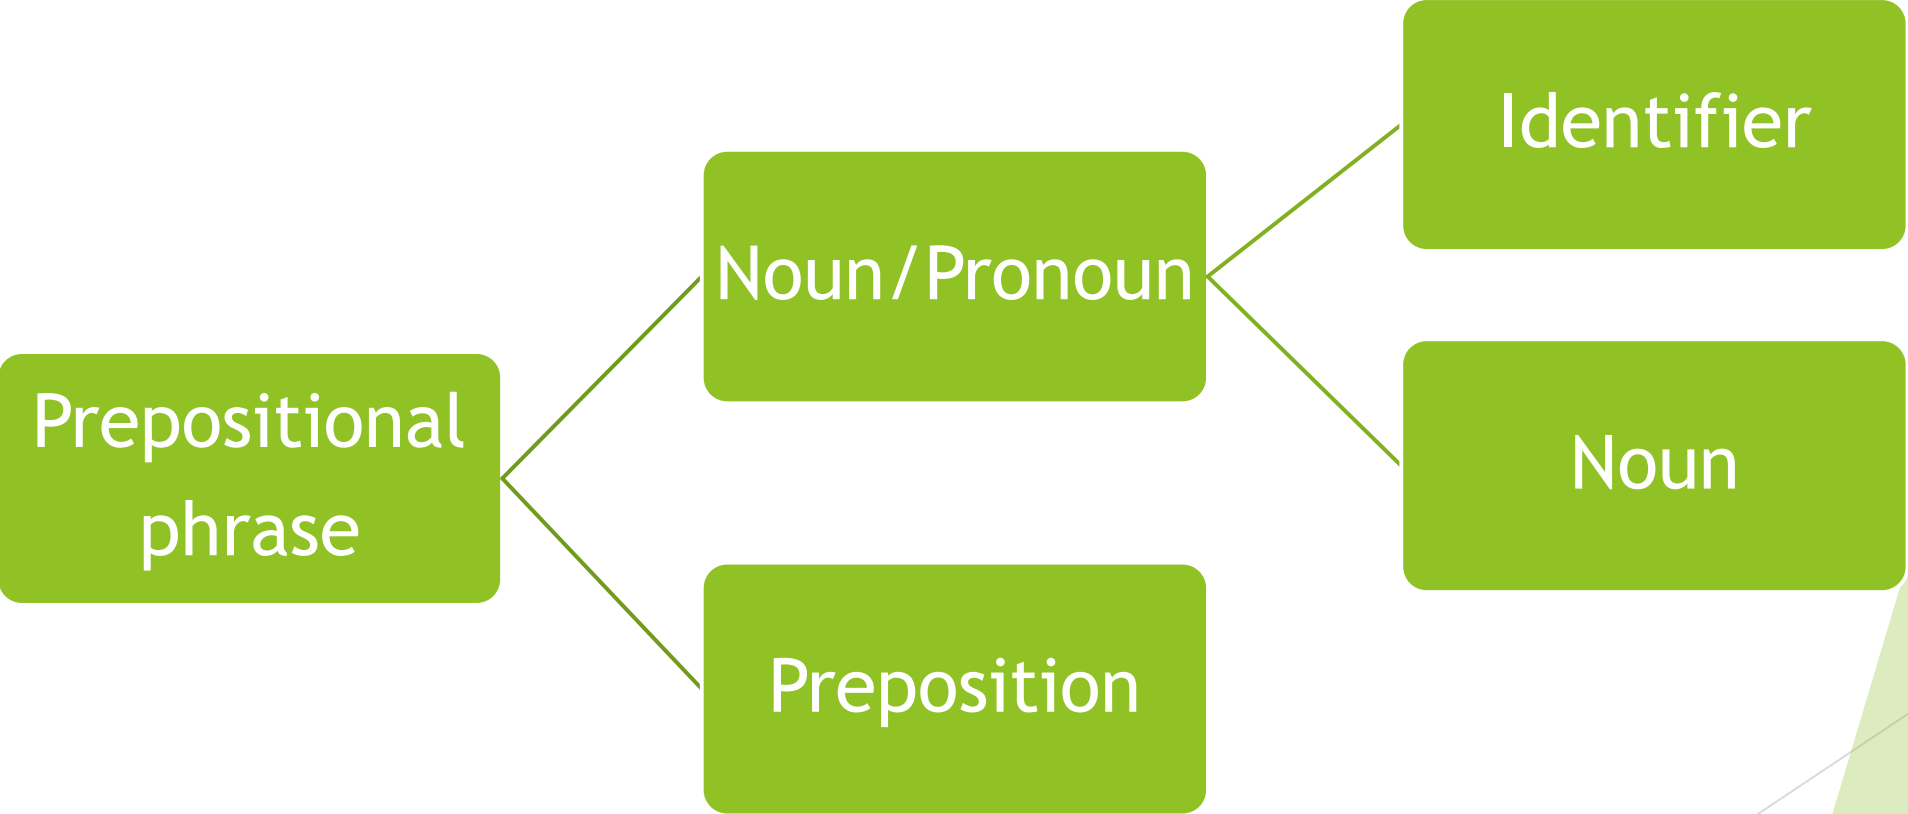 Prepositional
phrase
Noun/Pronoun
Identifier
Noun
Preposition